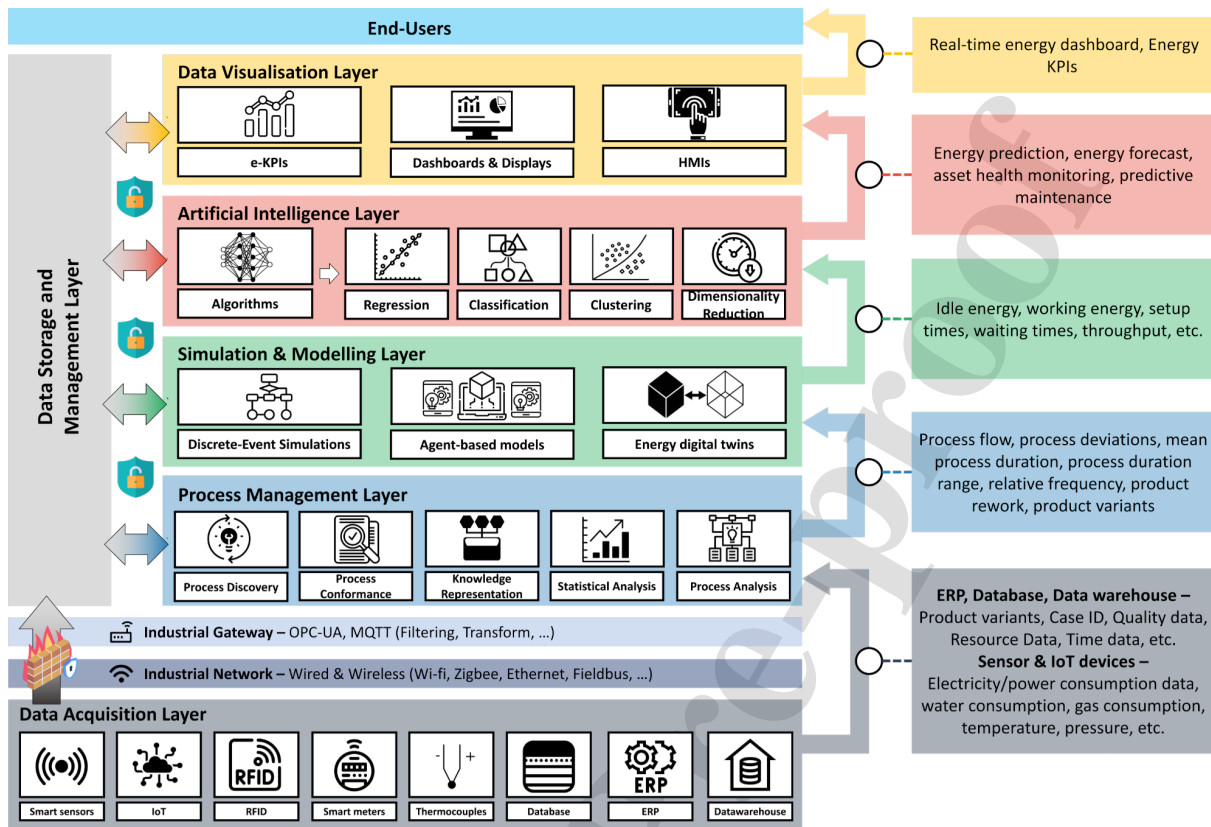 End-Users
Data Storage and
Management Layer
Data Visualisation Layer
e-KPIs
Dashboards & Displays
HMIs
Artificial Intelligence Layer
Algorithms
Regression
Classification
Clustering
Dimensionality
Reduction
Simulation & Modelling Layer
Discrete-Event Simulations
Agent-based models
Energy digital twins
Process Management Layer
Process Discovery
Process
Conformance
Knowledge
Representation
Statistical Analysis
Process Analysis
Industrial Gateway – OPC-UA, MQTT (Filtering, Transform, ...)
Industrial Network – Wired & Wireless (Wi-fi, Zigbee, Ethernet, Fieldbus, ...)
Data Acquisition Layer
Smart sensors
IoT
RFID
RFID
Smart meters
- +
Thermocouples
Database
ERP
ERP
Datawarehouse
Real-time energy dashboard, Energy
KPIs
Energy prediction, energy forecast,
asset health monitoring, predictive
maintenance
Idle energy, working energy, setup
times, waiting times, throughput, etc.
Process flow, process deviations, mean
process duration, process duration
range, relative frequency, product
rework, product variants
ERP, Database, Data warehouse –
Product variants, Case ID, Quality data,
Resource Data, Time data, etc.
Sensor & IoT devices –
Electricity/power consumption data,
water consumption, gas consumption,
temperature, pressure, etc.
re-proof